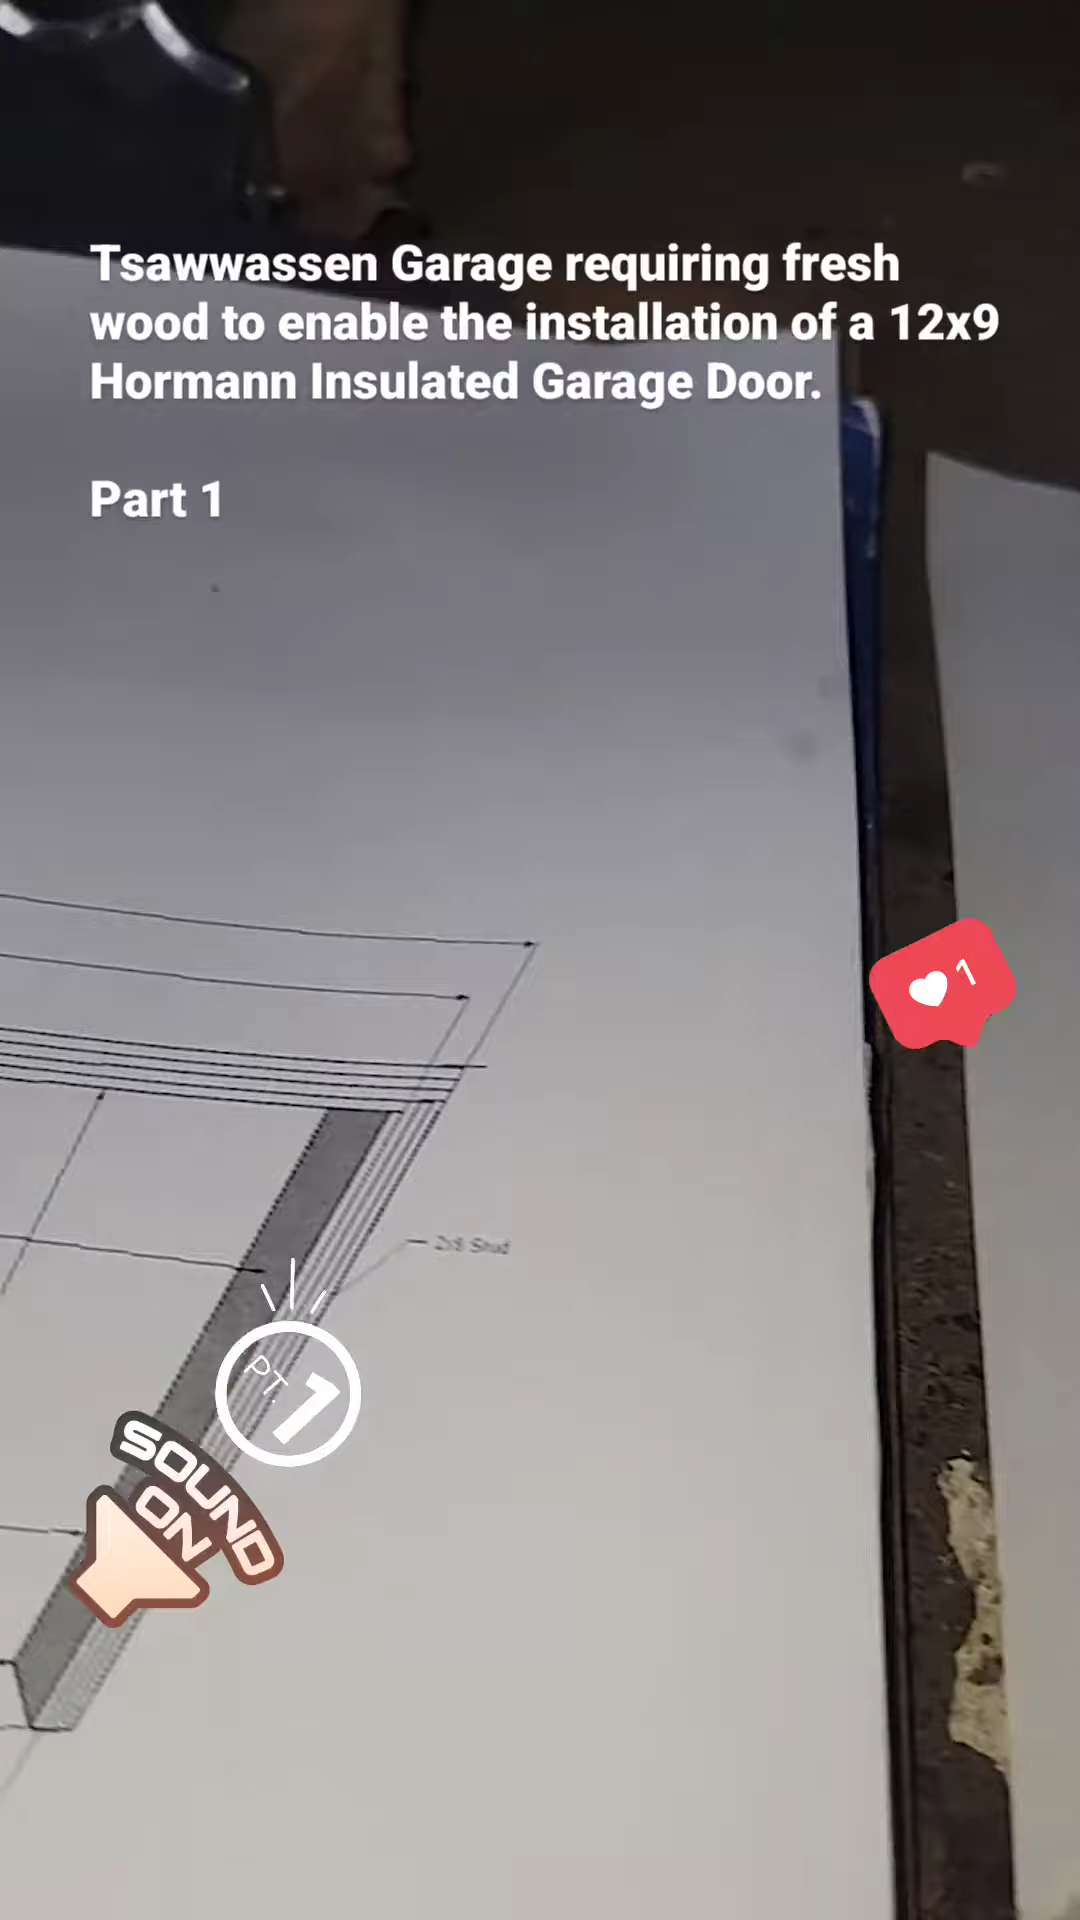 Tsawwassen Garage requiring fresh
wood to enable the installation of a 12x9
Hormann Insulated Garage Door.
Part 1
1
2x8 Stud
PT. 1
SOUND
ON